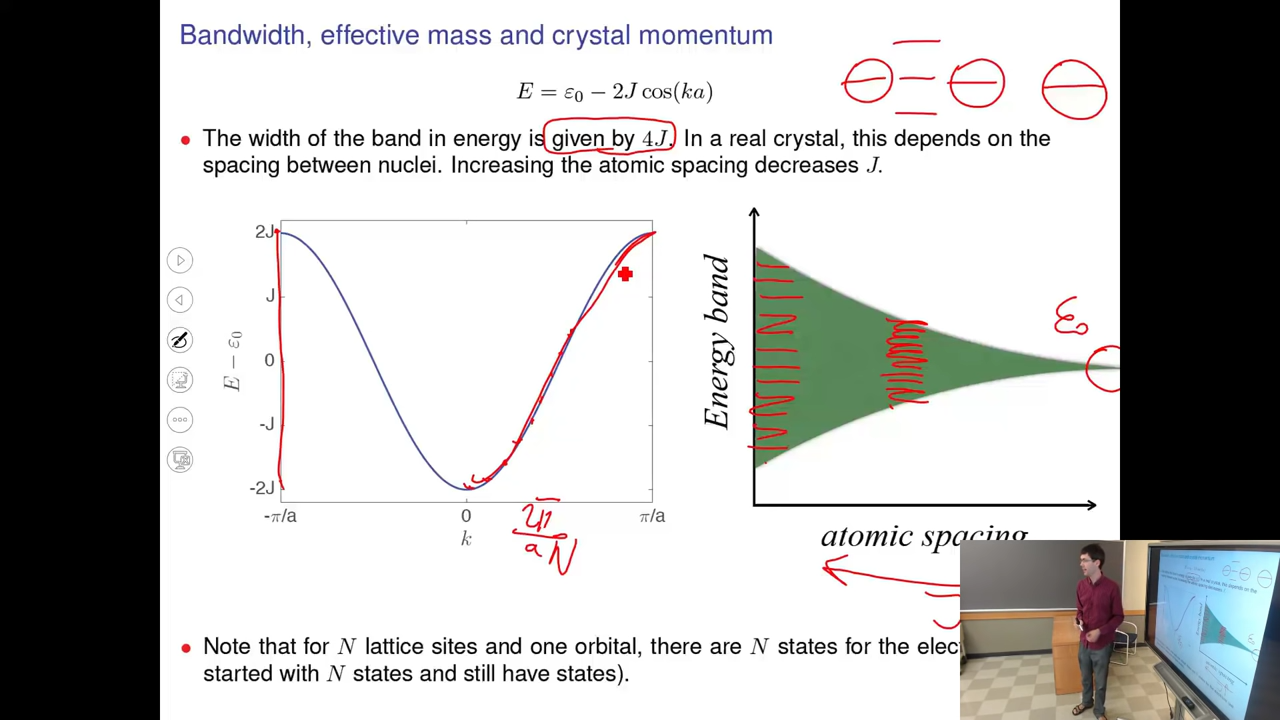 Bandwidth, effective mass and crystal momentum
E = ε₀ − 2J cos(ka)
• The width of the band in energy is given by 4J. In a real crystal, this depends on the
spacing between nuclei. Increasing the atomic spacing decreases J.
2J
J
0
-J
-2J
E − ε₀
-π/a
0
π/a
k
2π
aN
Energy band
ε₀
atomic spacing
J
• Note that for N lattice sites and one orbital, there are N states for the elec
started with N states and still have states).